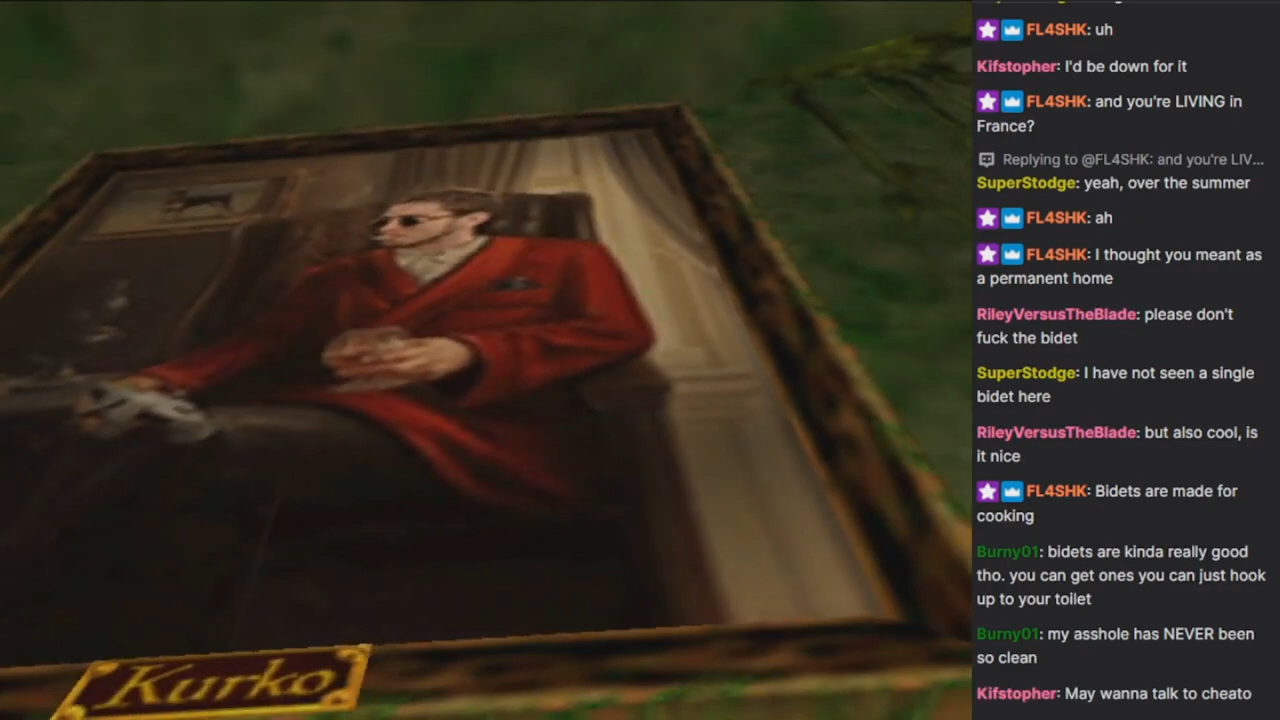 FL4SHK: uh
Kifstopher: I'd be down for it
FL4SHK: and you're LIVING in
France?
Replying to @FL4SHK: and you're LIV...
SuperStodge: yeah, over the summer
FL4SHK: ah
FL4SHK: I thought you meant as
a permanent home
RileyVersusTheBlade: please don't
fuck the bidet
SuperStodge: I have not seen a single
bidet here
RileyVersusTheBlade: but also cool, is
it nice
FL4SHK: Bidets are made for
cooking
Burny01: bidets are kinda really good
tho. you can get ones you can just hook
up to your toilet
Burny01: my asshole has NEVER been
so clean
Kifstopher: May wanna talk to cheato
Kurko